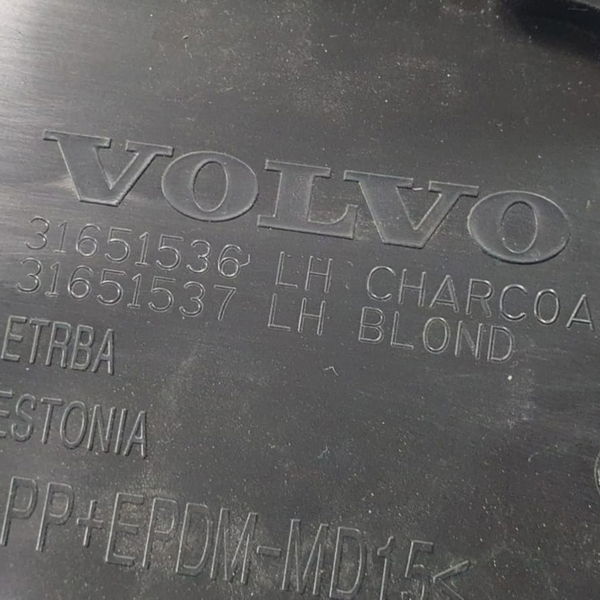 VOLVO
31651536 LH CHARCOA
31651537 LH BLOND
ETRBA
ESTONIA
PP+EPDM-MD15<